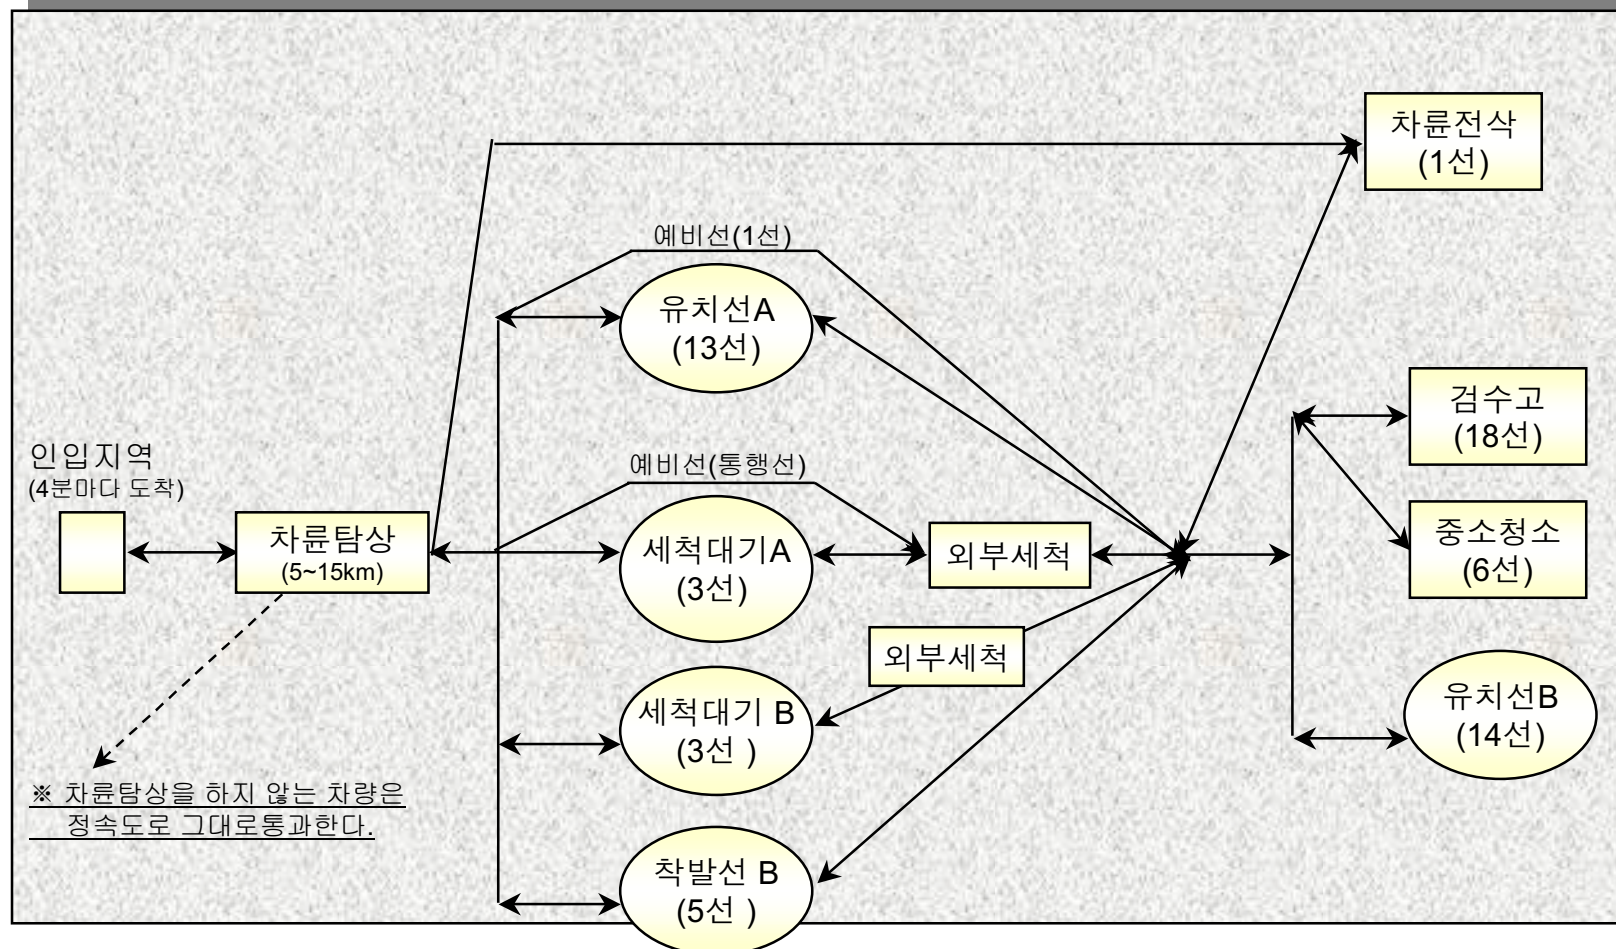 차륜전삭
(1선)
예비선(1선)
유치선A
(13선)
검수고
(18선)
인입지역
(4분마다 도착)
예비선(통행선)
차륜탐상
(5~15km)
세척대기A
(3선)
외부세척
중소청소
(6선)
외부세척
세척대기 B
(3선 )
유치선B
(14선)
※ 차륜탐상을 하지 않는 차량은
정속도로 그대로통과한다.
착발선 B
(5선 )